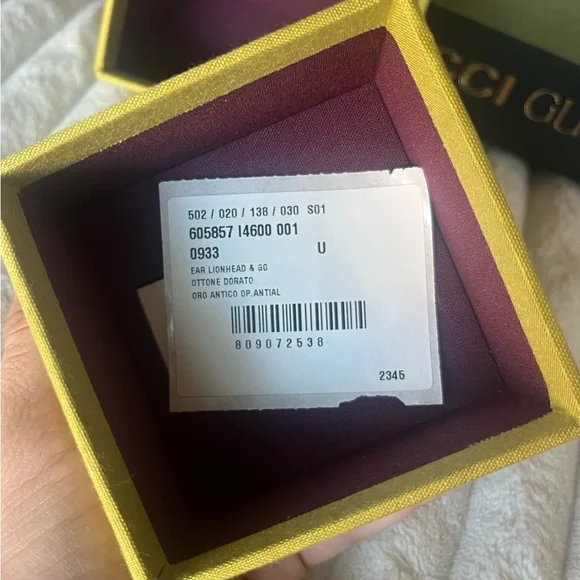 CCI GU
502 / 020 / 138 / 030 S01
605857 I4600 001
0933 U
EAR LIONHEAD & GG
OTTONE DORATO
ORO ANTICO OP.ANTIAL
809072538
2345